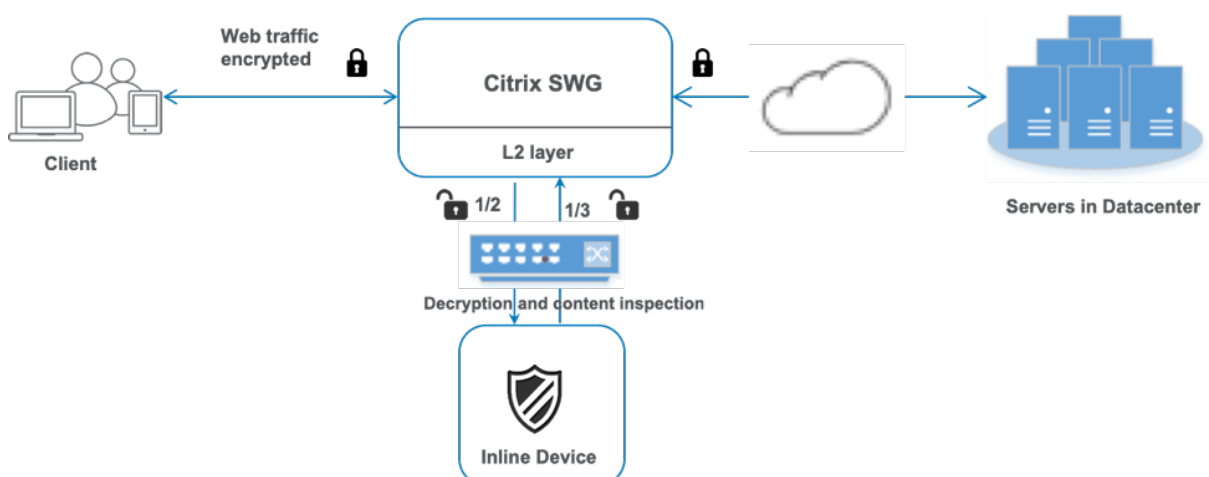 Web traffic
encrypted
Citrix SWG
L2 layer
Client
1/2
1/3
Servers in Datacenter
Decryption and content inspection
Inline Device